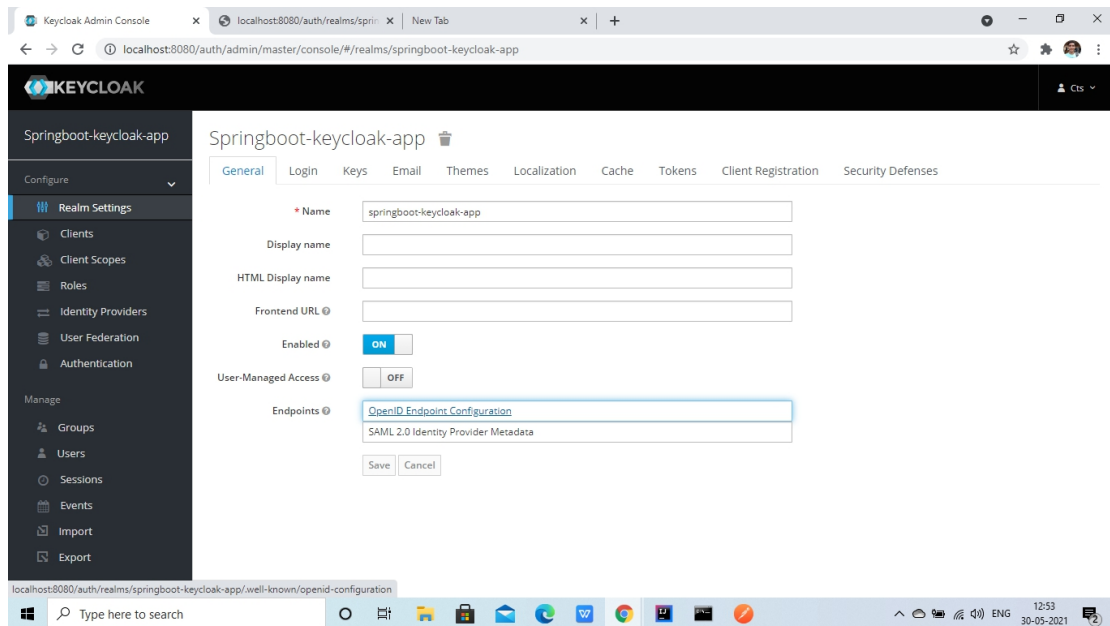 Keycloak Admin Console
localhost:8080/auth/realms/sprin
New Tab
localhost:8080/auth/admin/master/console/#/realms/springboot-keycloak-app
KEYCLOAK
Cts
Springboot-keycloak-app
Configure
Realm Settings
Clients
Client Scopes
Roles
Identity Providers
User Federation
Authentication
Manage
Groups
Users
Sessions
Events
Import
Export
Springboot-keycloak-app
General Login Keys Email Themes Localization Cache Tokens Client Registration Security Defenses
* Name springboot-keycloak-app
Display name
HTML Display name
Frontend URL
Enabled ON
User-Managed Access OFF
Endpoints OpenID Endpoint Configuration
SAML 2.0 Identity Provider Metadata
Save Cancel
localhost:8080/auth/realms/springboot-keycloak-app/.well-known/openid-configuration
Type here to search
ENG
12:53
30-05-2021
2